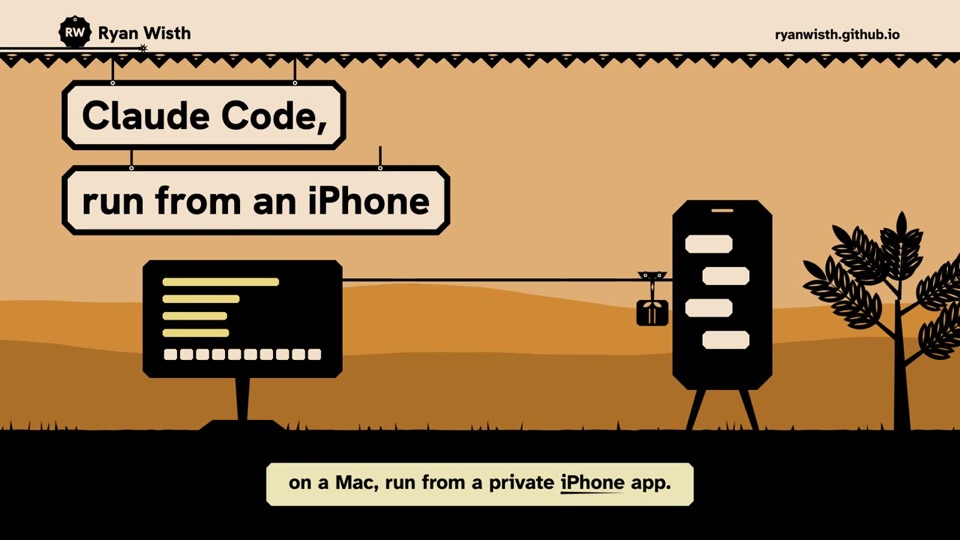 RW
Ryan Wisth
ryanwisth.github.io
Claude Code,
run from an iPhone
on a Mac, run from a private iPhone app.